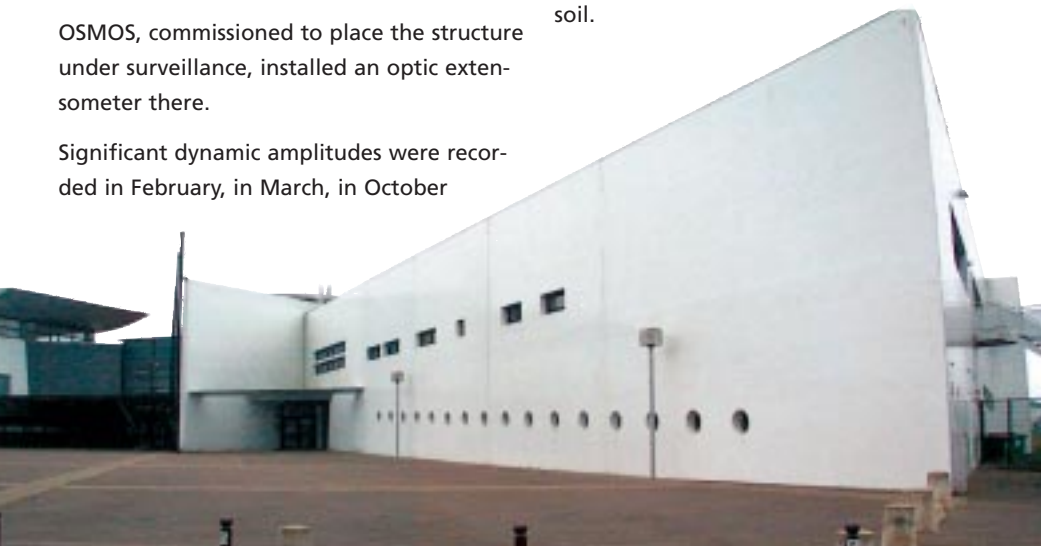 OSMOS, commissioned to place the structure
under surveillance, installed an optic exten-
someter there.
Significant dynamic amplitudes were recor-
ded in February, in March, in October
soil.